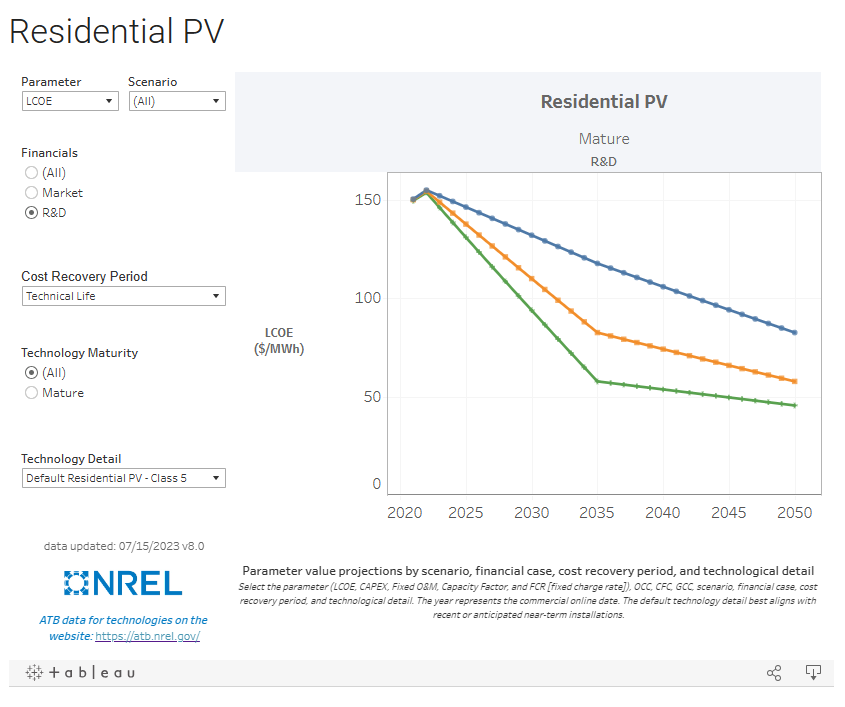 Residential PV
Parameter
Scenario
LCOE
(All)
Financials
(All)
Market
R&D
Cost Recovery Period
Technical Life
Technology Maturity
(All)
Mature
Technology Detail
Default Residential PV - Class 5
data updated: 07/15/2023 v8.0
NREL
ATB data for technologies on the
website: https://atb.nrel.gov/
Residential PV
Mature
R&D
LCOE
($/MWh)
150
100
50
0
2020 2025 2030 2035 2040 2045 2050
Parameter value projections by scenario, financial case, cost recovery period, and technological detail
Select the parameter (LCOE, CAPEX, Fixed O&M, Capacity Factor, and FCR [fixed charge rate]), OCC, CFC, GCC, scenario, financial case, cost
recovery period, and technological detail. The year represents the commercial online date. The default technology detail best aligns with
recent or anticipated near-term installations.
+ableau